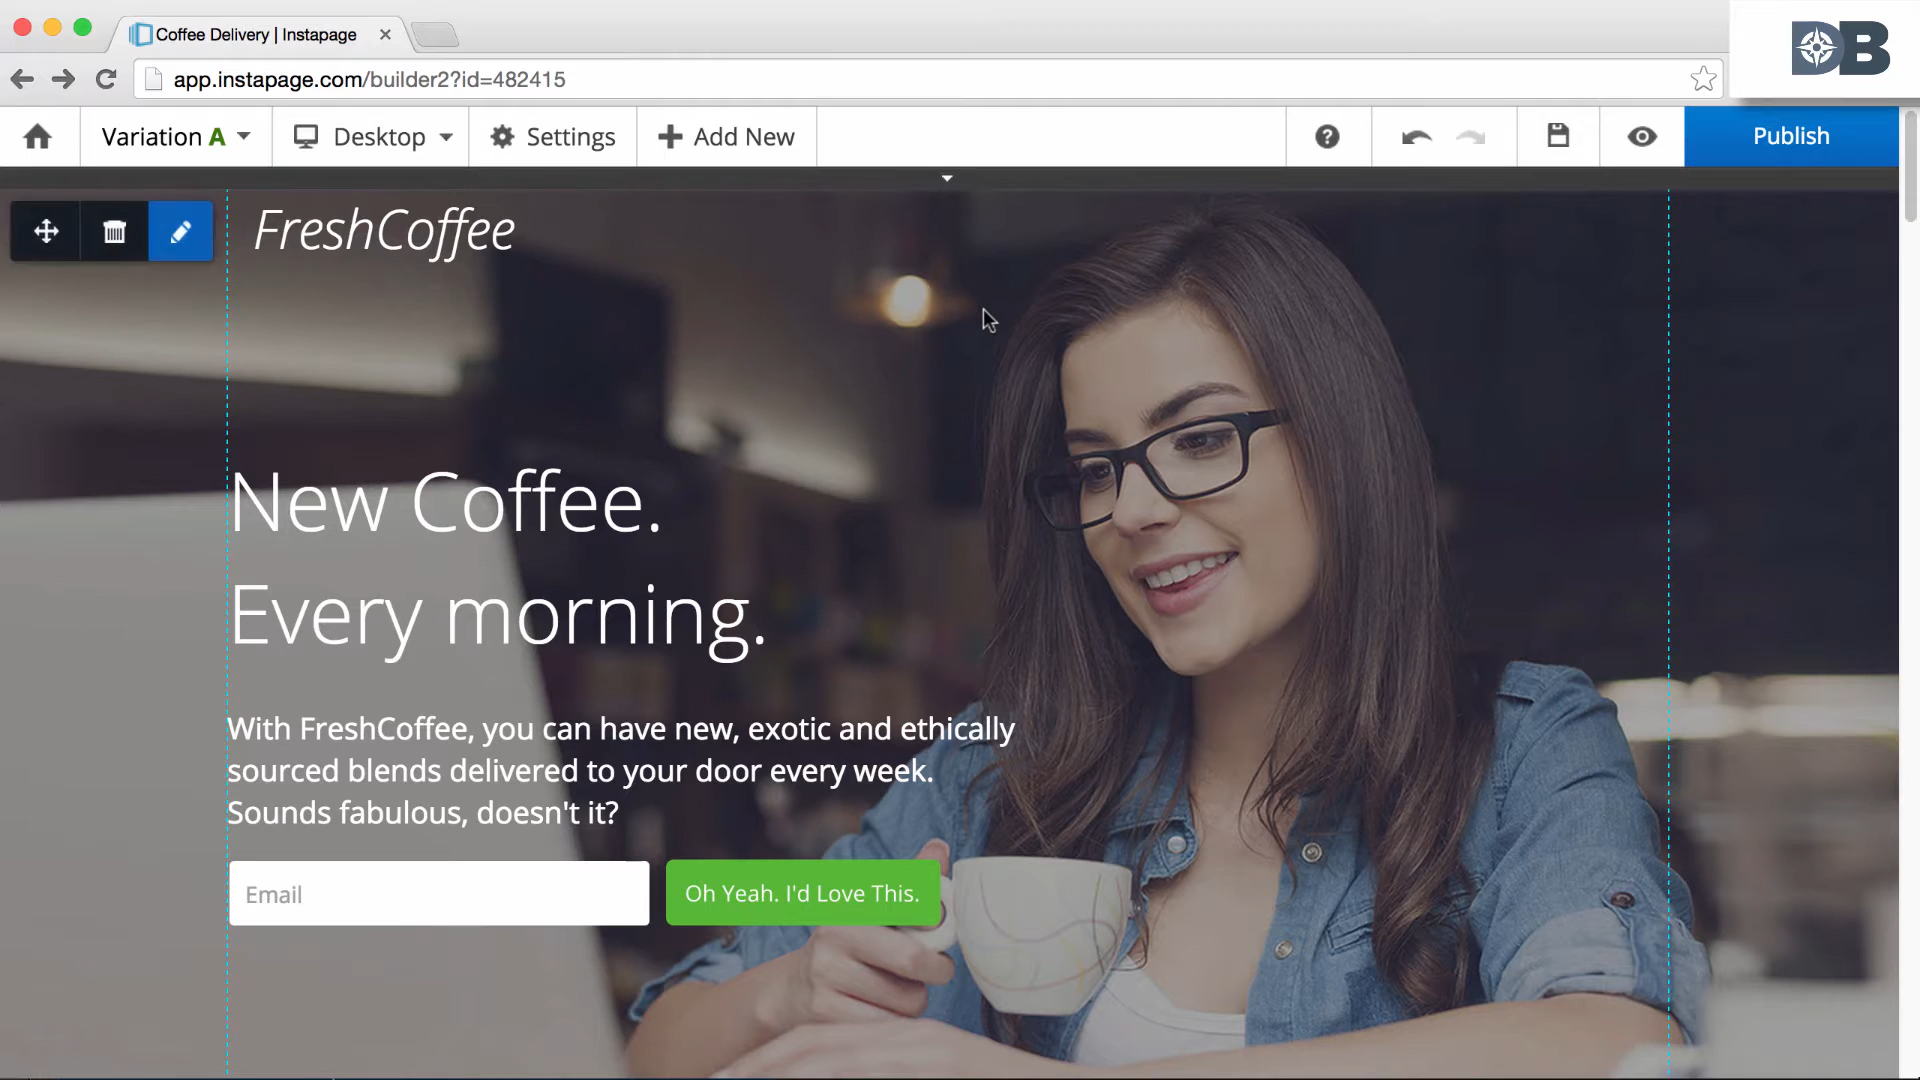 Coffee Delivery | Instapage
DB
app.instapage.com/builder2?id=482415
Variation A
Desktop
Settings
Add New
Publish
FreshCoffee
New Coffee.
Every morning.
With FreshCoffee, you can have new, exotic and ethically
sourced blends delivered to your door every week.
Sounds fabulous, doesn't it?
Email
Oh Yeah. I'd Love This.